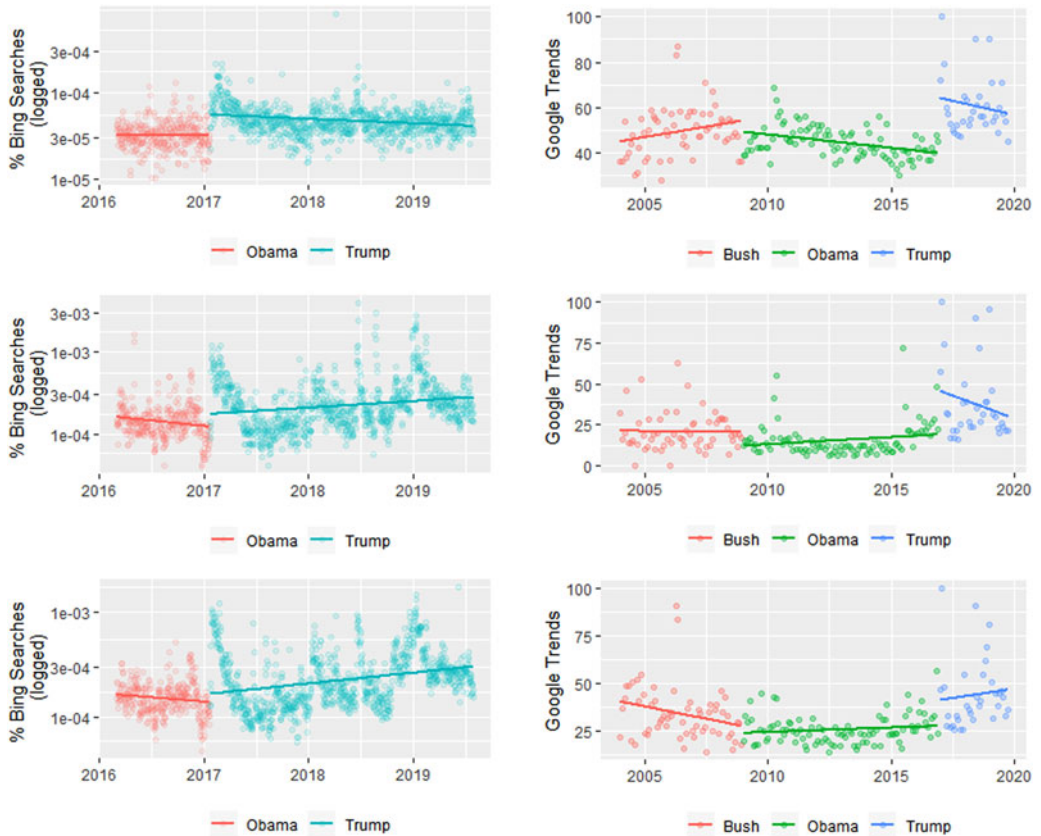 % Bing Searches
(logged)
3e-04
1e-04
3e-05
1e-05
2016 2017 2018 2019
Obama Trump
Google Trends
100
80
60
40
2005 2010 2015 2020
Bush Obama Trump
% Bing Searches
(logged)
3e-03
1e-03
3e-04
1e-04
2016 2017 2018 2019
Obama Trump
Google Trends
100
75
50
25
0
2005 2010 2015 2020
Bush Obama Trump
% Bing Searches
(logged)
1e-03
3e-04
1e-04
2016 2017 2018 2019
Obama Trump
Google Trends
100
75
50
25
2005 2010 2015 2020
Bush Obama Trump